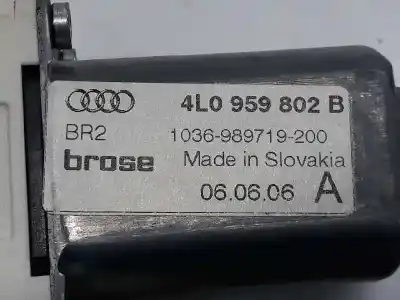 4L0 959 802 B
BR2 1036-989719-200
brose Made in Slovakia
06.06.06 A